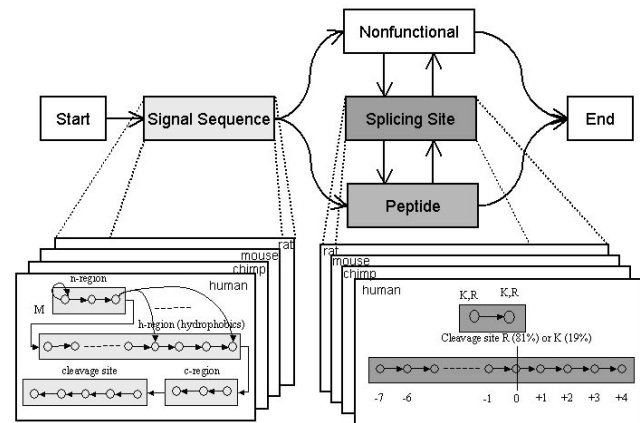 Nonfunctional
Start
Signal Sequence
Splicing Site
End
Peptide
rat
mouse
chimp
human
n-region
M
h-region (hydrophobics)
cleavage site
c-region
rat
mouse
chimp
human
K,R K,R
Cleavage site R (81%) or K (19%)
-7 -6 -1 0 +1 +2 +3 +4